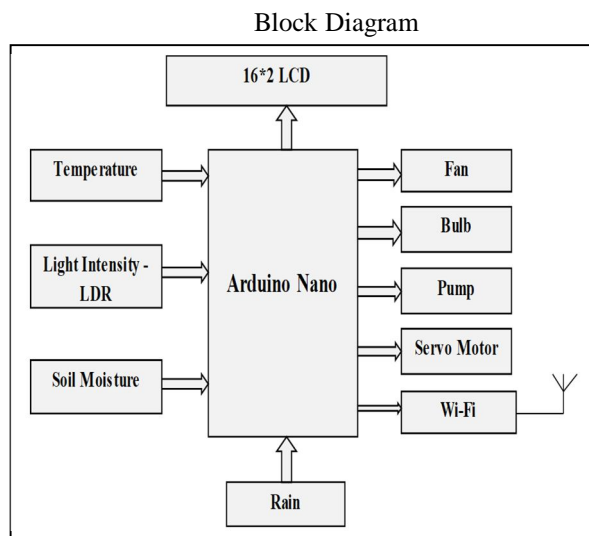 Block Diagram
16*2 LCD
Temperature
Fan
Bulb
Light Intensity -
LDR
Arduino Nano
Pump
Servo Motor
Soil Moisture
Wi-Fi
Rain